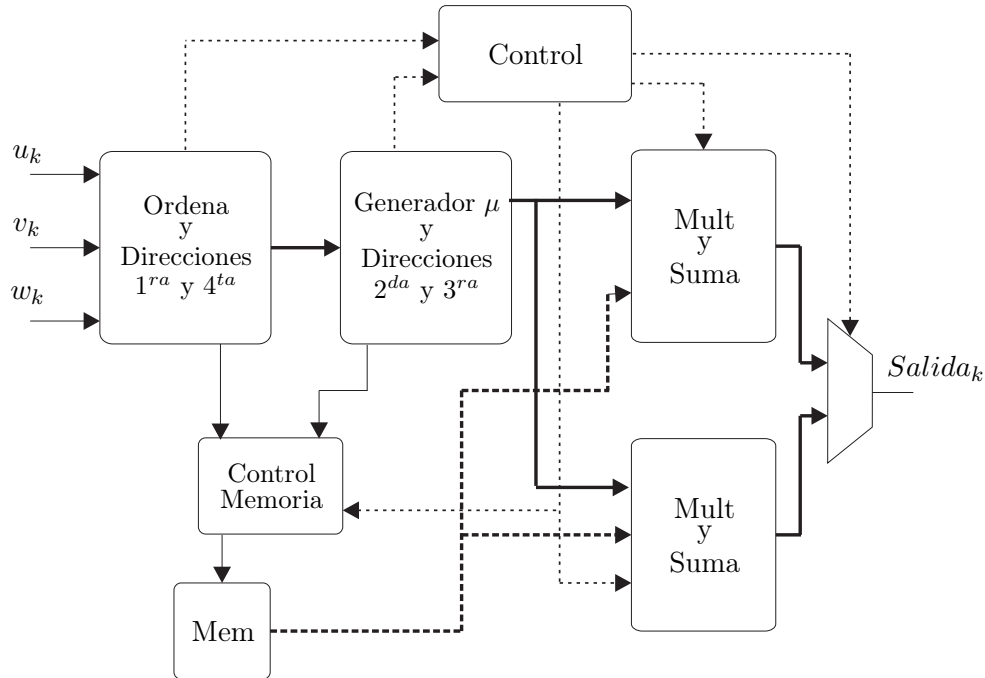 Control
u_k
v_k
w_k
Ordena
y
Direcciones
1^{ra} y 4^{ta}
Generador μ
y
Direcciones
2^{da} y 3^{ra}
Mult
y
Suma
Salida_k
Control
Memoria
Mult
y
Suma
Mem